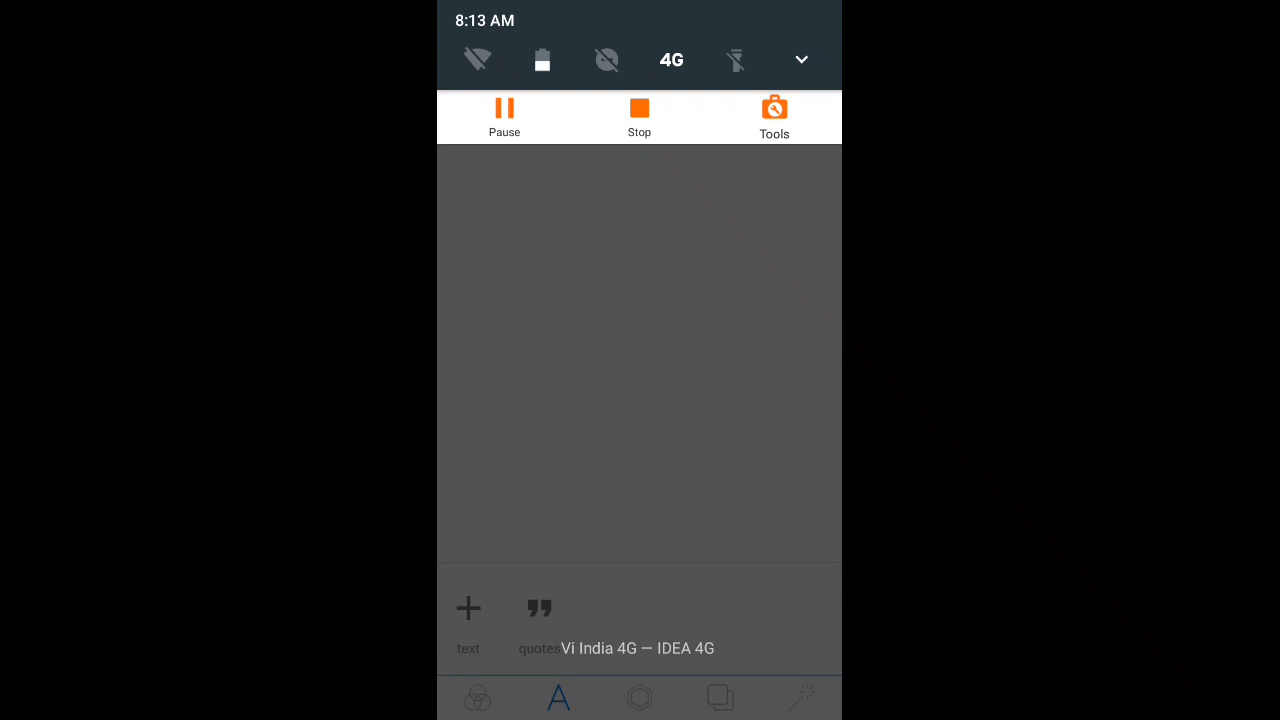 8:13 AM
4G
Pause Stop Tools
text quotes Vi India 4G — IDEA 4G